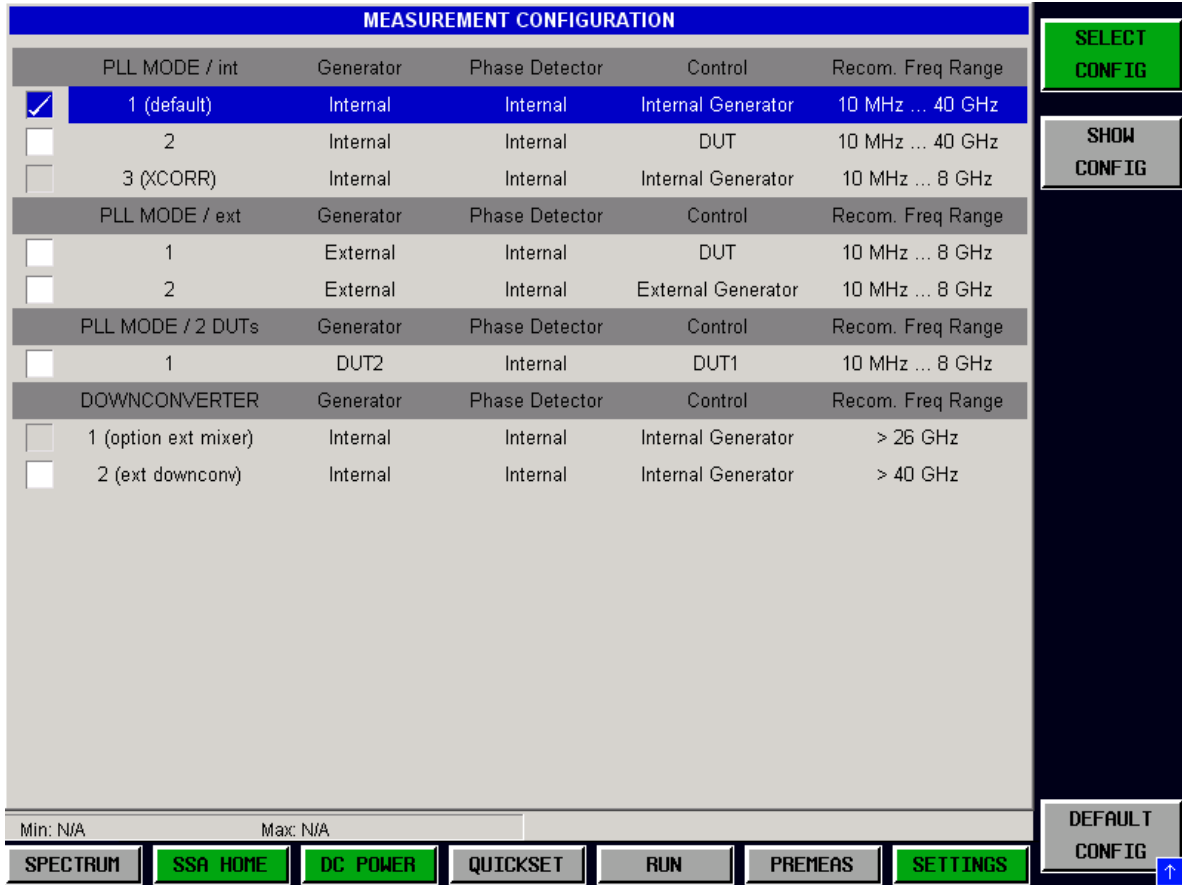 MEASUREMENT CONFIGURATION
PLL MODE / int Generator Phase Detector Control Recom. Freq Range
1 (default) Internal Internal Internal Generator 10 MHz ... 40 GHz
2 Internal Internal DUT 10 MHz ... 40 GHz
3 (XCORR) Internal Internal Internal Generator 10 MHz ... 8 GHz
PLL MODE / ext Generator Phase Detector Control Recom. Freq Range
1 External Internal DUT 10 MHz ... 8 GHz
2 External Internal External Generator 10 MHz ... 8 GHz
PLL MODE / 2 DUTs Generator Phase Detector Control Recom. Freq Range
1 DUT2 Internal DUT1 10 MHz ... 8 GHz
DOWNCONVERTER Generator Phase Detector Control Recom. Freq Range
1 (option ext mixer) Internal Internal Internal Generator > 26 GHz
2 (ext downconv) Internal Internal Internal Generator > 40 GHz
Min: N/A Max: N/A
SELECT
CONFIG
SHOW
CONFIG
DEFAULT
CONFIG
SPECTRUM SSA HOME DC POWER QUICKSET RUN PREMEAS SETTINGS